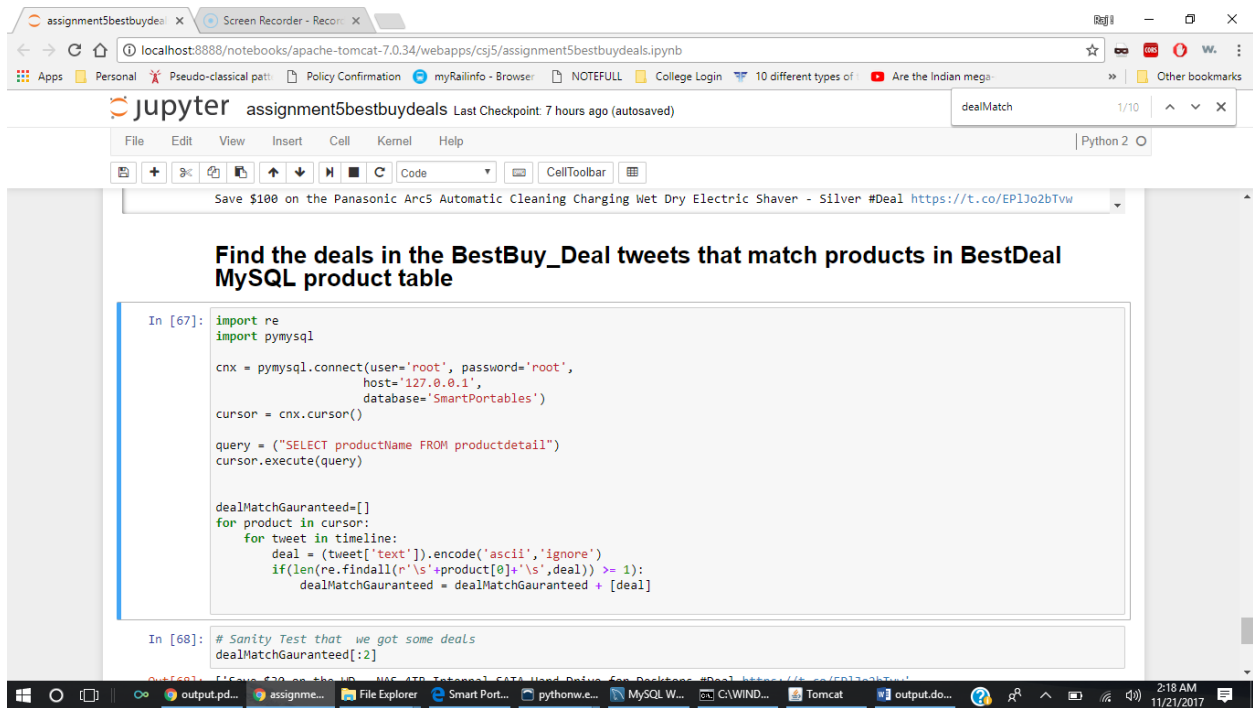 assignment5bestbuydeal
Screen Recorder - Record
localhost:8888/notebooks/apache-tomcat-7.0.34/webapps/csj5/assignment5bestbuydeals.ipynb
CORS
W.
Apps Personal Pseudo-classical patt Policy Confirmation myRailinfo - Browser NOTEFULL College Login 10 different types of Are the Indian mega- » Other bookmarks
jupyter assignment5bestbuydeals Last Checkpoint: 7 hours ago (autosaved)
dealMatch 1/10
File Edit View Insert Cell Kernel Help
Python 2
Code CellToolbar
Save $100 on the Panasonic Arc5 Automatic Cleaning Charging Wet Dry Electric Shaver - Silver #Deal https://t.co/EPlJo2bTvw
Find the deals in the BestBuy_Deal tweets that match products in BestDeal
MySQL product table
In [67]:
import re
import pymysql
cnx = pymysql.connect(user='root', password='root',
host='127.0.0.1',
database='SmartPortables')
cursor = cnx.cursor()
query = ("SELECT productName FROM productdetail")
cursor.execute(query)
dealMatchGauranteed=[]
for product in cursor:
for tweet in timeline:
deal = (tweet['text']).encode('ascii','ignore')
if(len(re.findall(r'\s'+product[0]+'\s',deal)) >= 1):
dealMatchGauranteed = dealMatchGauranteed + [deal]
In [68]:
# Sanity Test that  we got some deals
dealMatchGauranteed[:2]
output.pd... assignme... File Explorer Smart Port... pythonw.e... MySQL W... C:\WIND... Tomcat output.do...
2:18 AM
11/21/2017